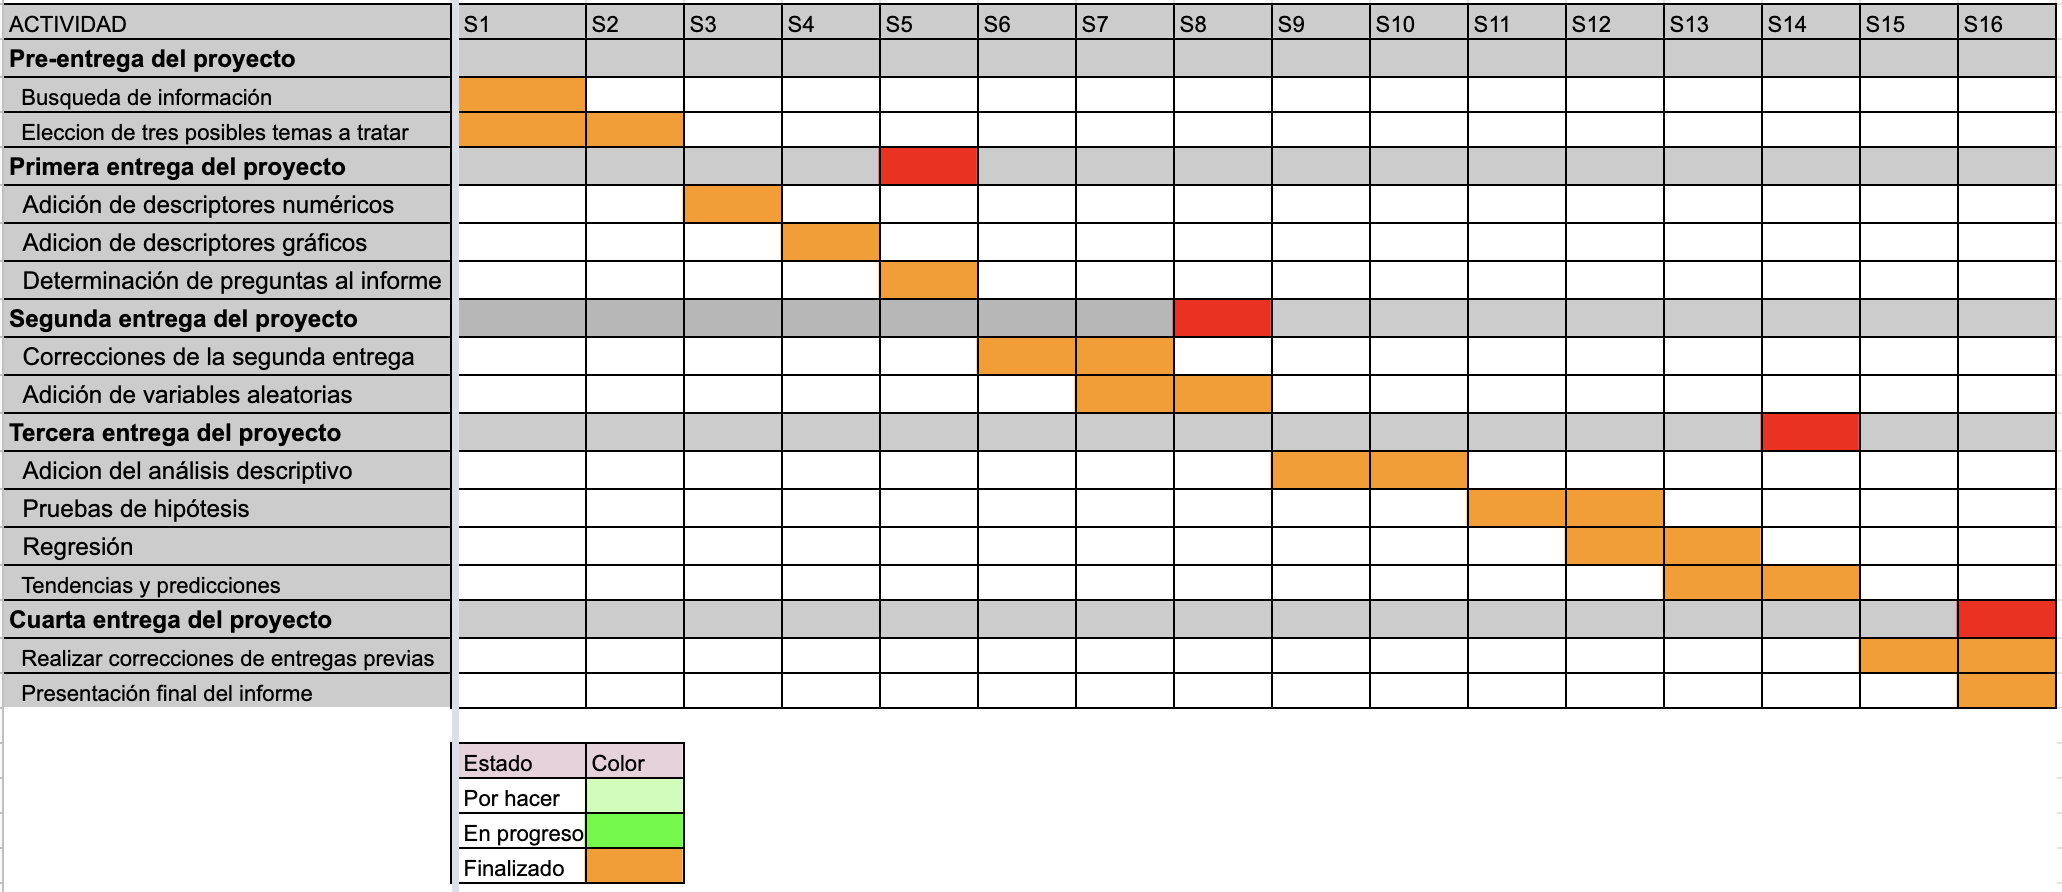 ACTIVIDAD S1 S2 S3 S4 S5 S6 S7 S8 S9 S10 S11 S12 S13 S14 S15 S16
Pre-entrega del proyecto
Busqueda de información
Eleccion de tres posibles temas a tratar
Primera entrega del proyecto
Adición de descriptores numéricos
Adicion de descriptores gráficos
Determinación de preguntas al informe
Segunda entrega del proyecto
Correcciones de la segunda entrega
Adición de variables aleatorias
Tercera entrega del proyecto
Adicion del análisis descriptivo
Pruebas de hipótesis
Regresión
Tendencias y predicciones
Cuarta entrega del proyecto
Realizar correcciones de entregas previas
Presentación final del informe
Estado Color
Por hacer
En progreso
Finalizado